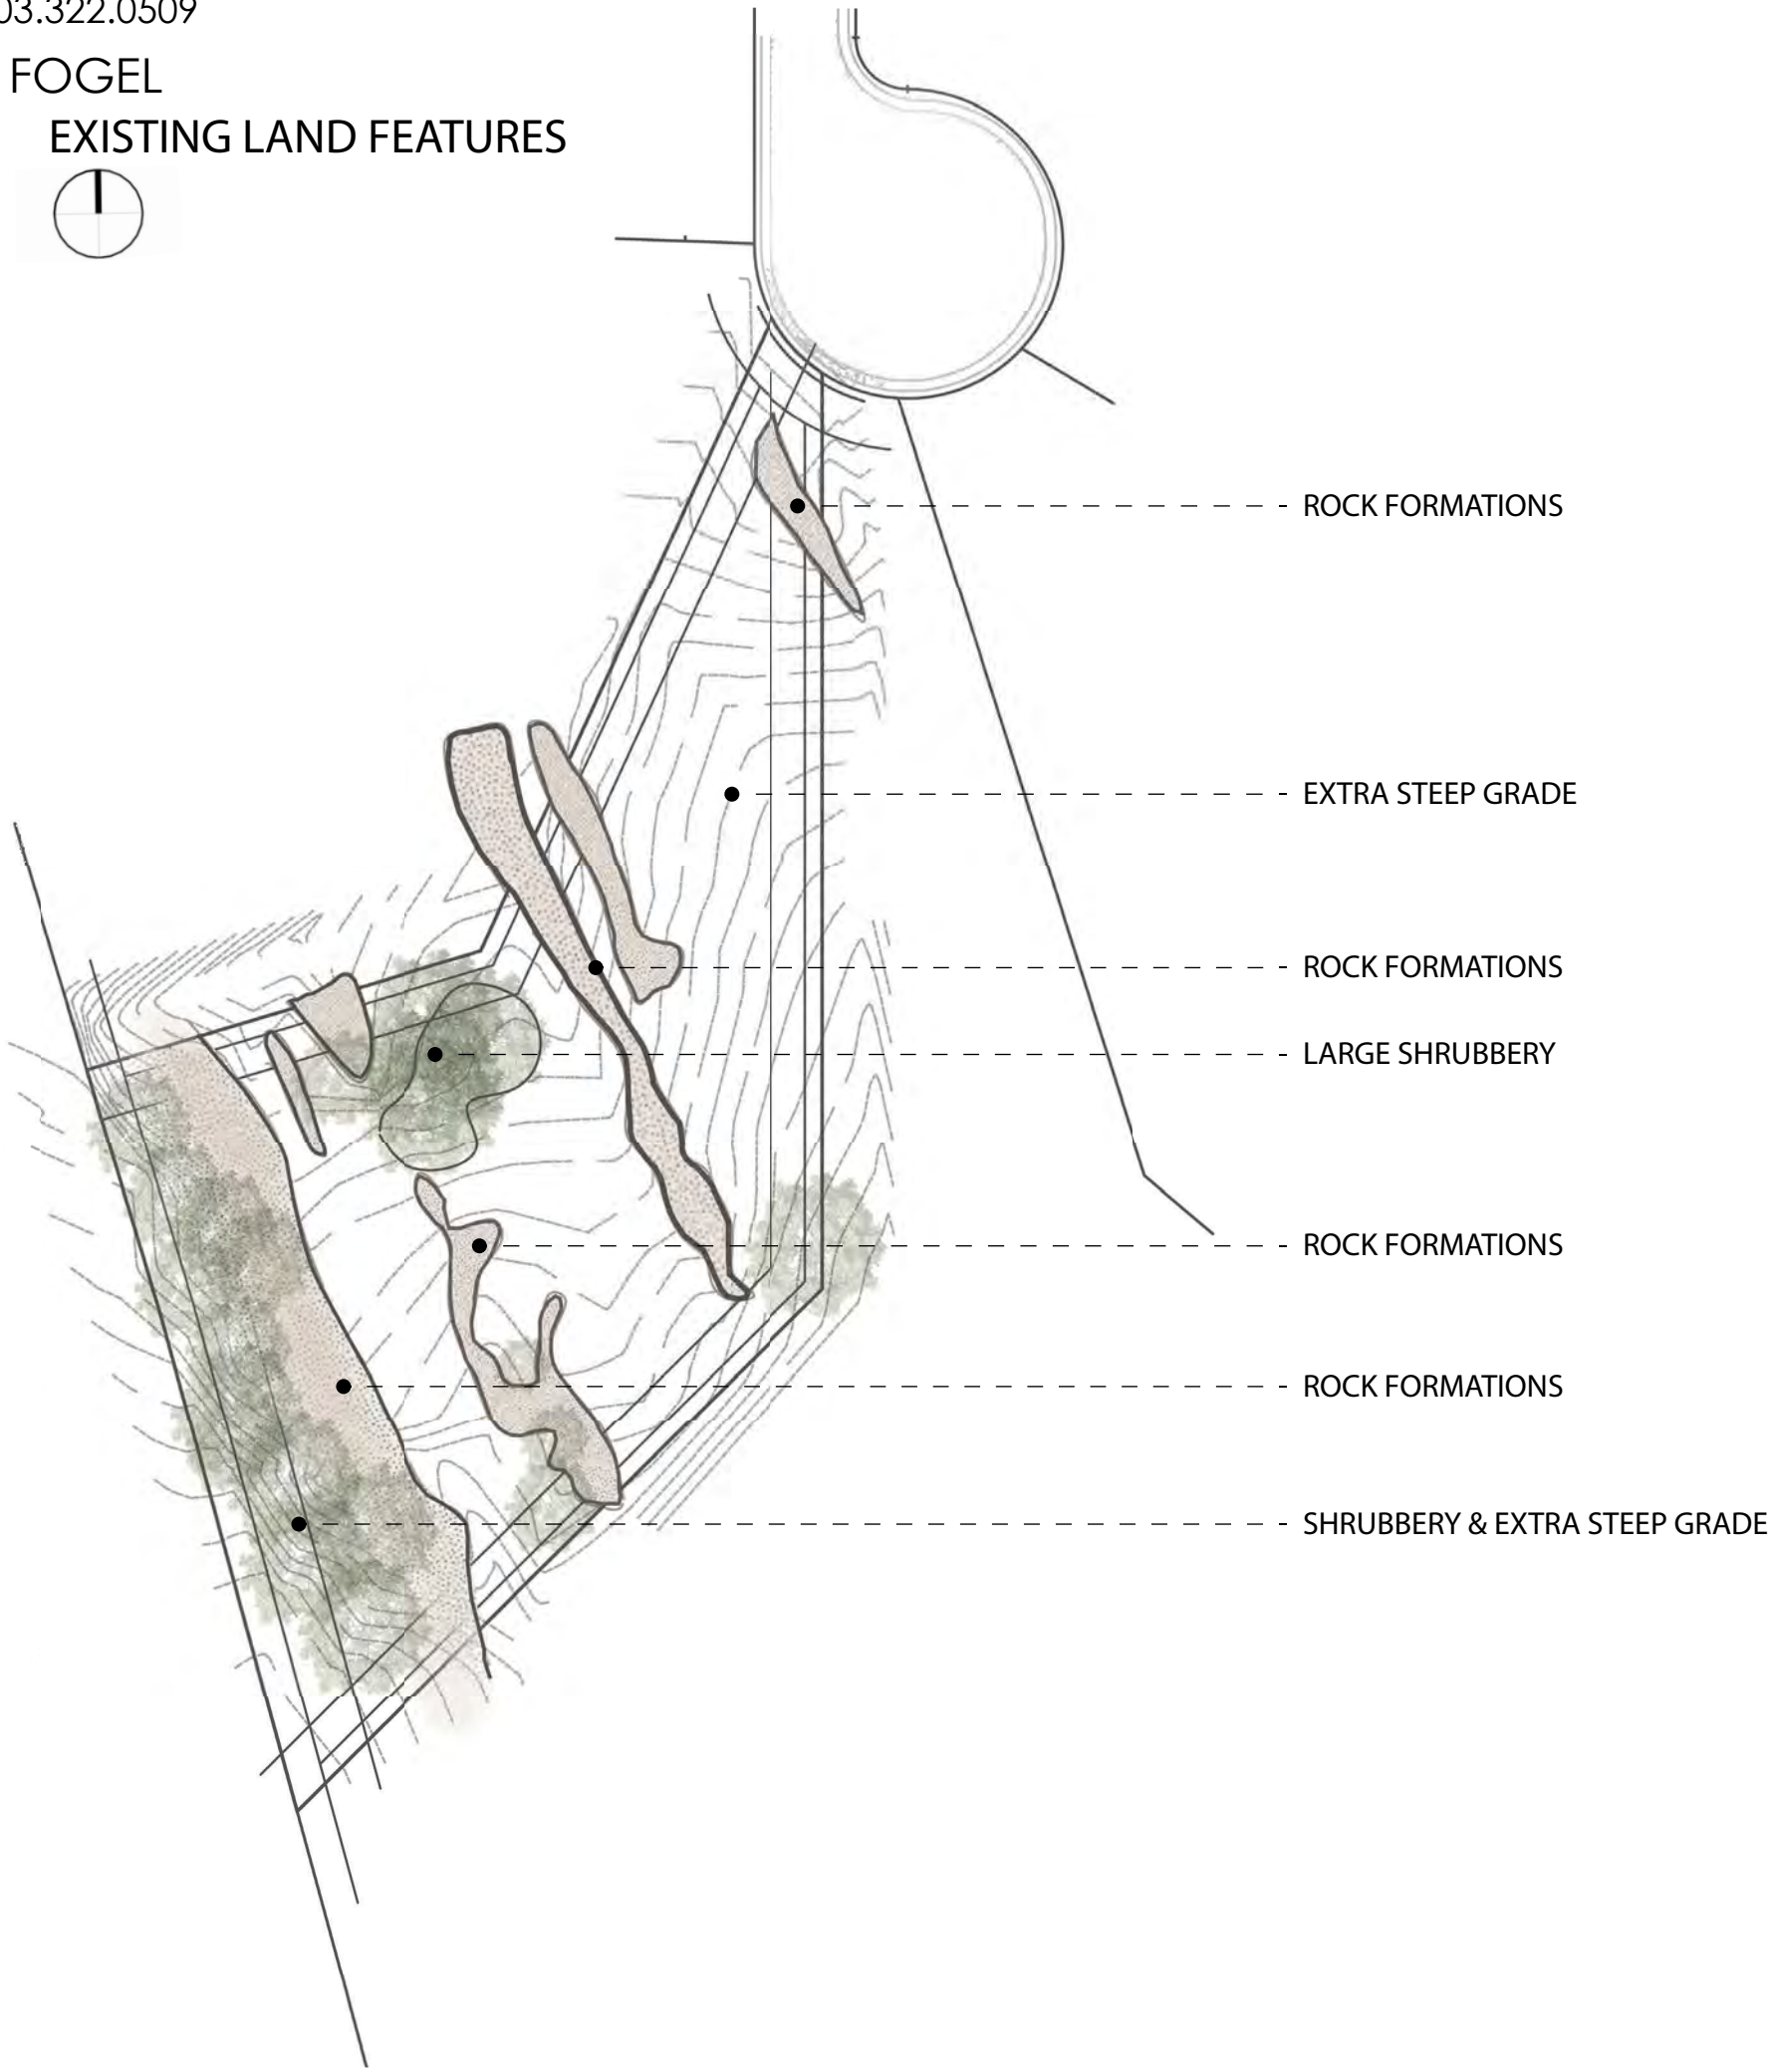 03.322.0509
FOGEL
EXISTING LAND FEATURES
ROCK FORMATIONS
EXTRA STEEP GRADE
ROCK FORMATIONS
LARGE SHRUBBERY
ROCK FORMATIONS
ROCK FORMATIONS
SHRUBBERY & EXTRA STEEP GRADE